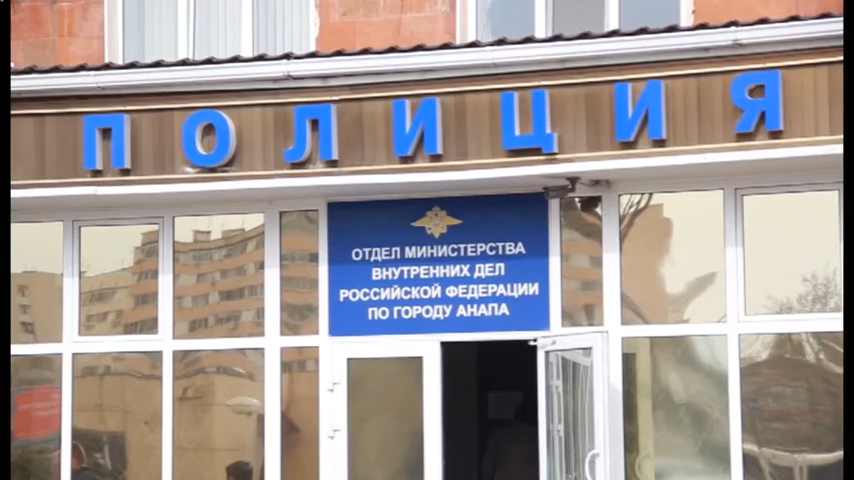 ПОЛИЦИЯ
ОТДЕЛ МИНИСТЕРСТВА
ВНУТРЕННИХ ДЕЛ
РОССИЙСКОЙ ФЕДЕРАЦИИ
ПО ГОРОДУ АНАПА